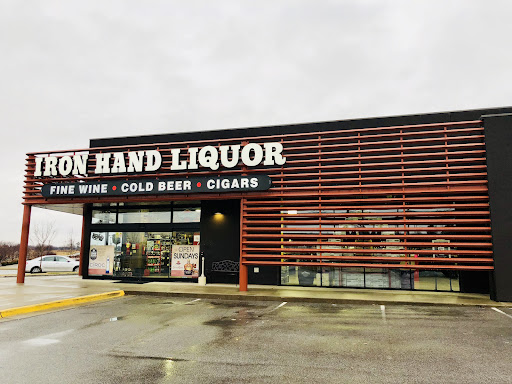 IRON HAND LIQUOR
FINE WINE • COLD BEER • CIGARS
OPEN
SUNDAYS